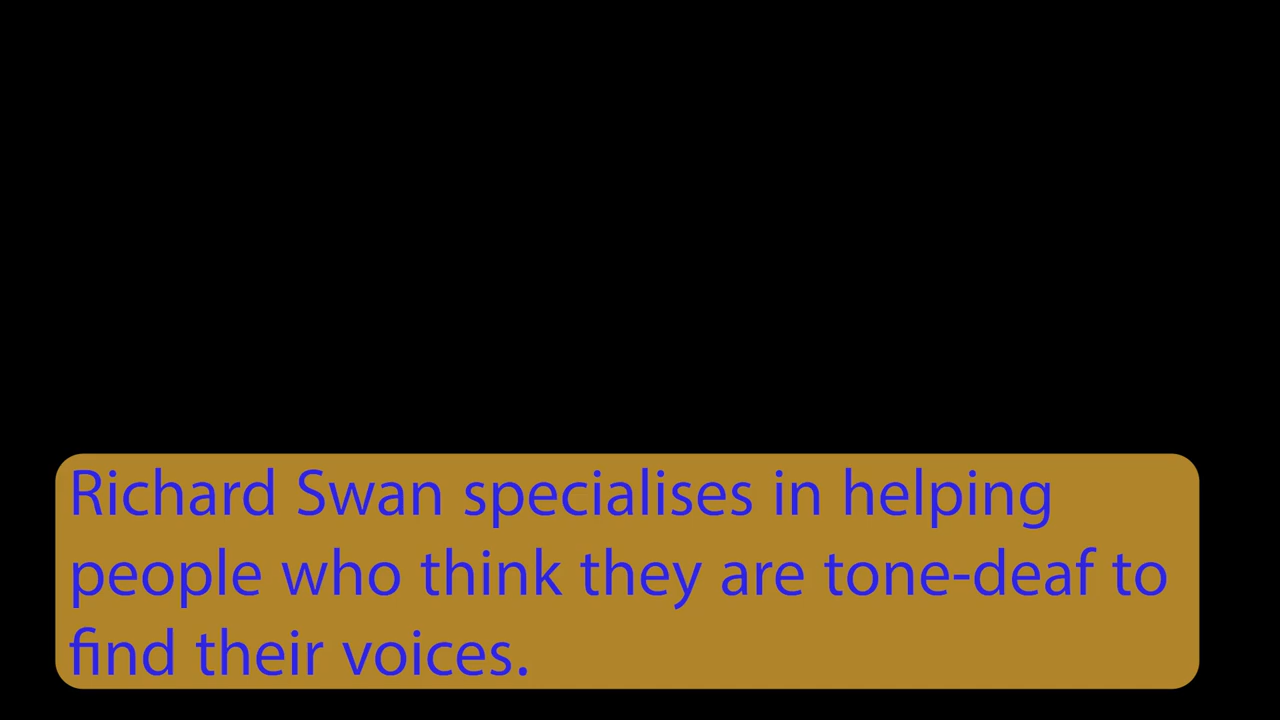 Richard Swan specialises in helping
people who think they are tone-deaf to
find their voices.